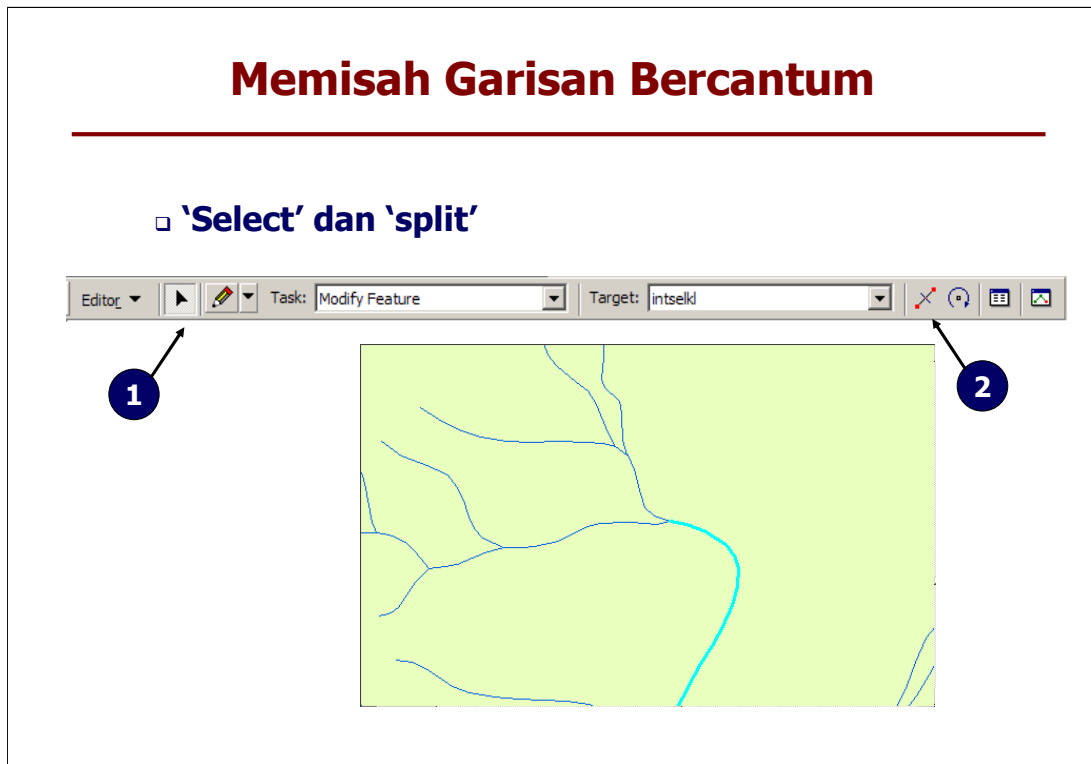 Memisah Garisan Bercantum
‘Select’ dan ‘split’
Editor Task: Modify Feature Target: intselkl
1 2